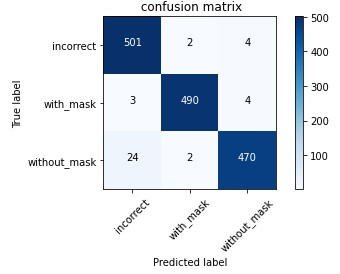 confusion matrix
True label
incorrect 501 2 4
with_mask 3 490 4
without_mask 24 2 470
incorrect with_mask without_mask
Predicted label
500
400
300
200
100